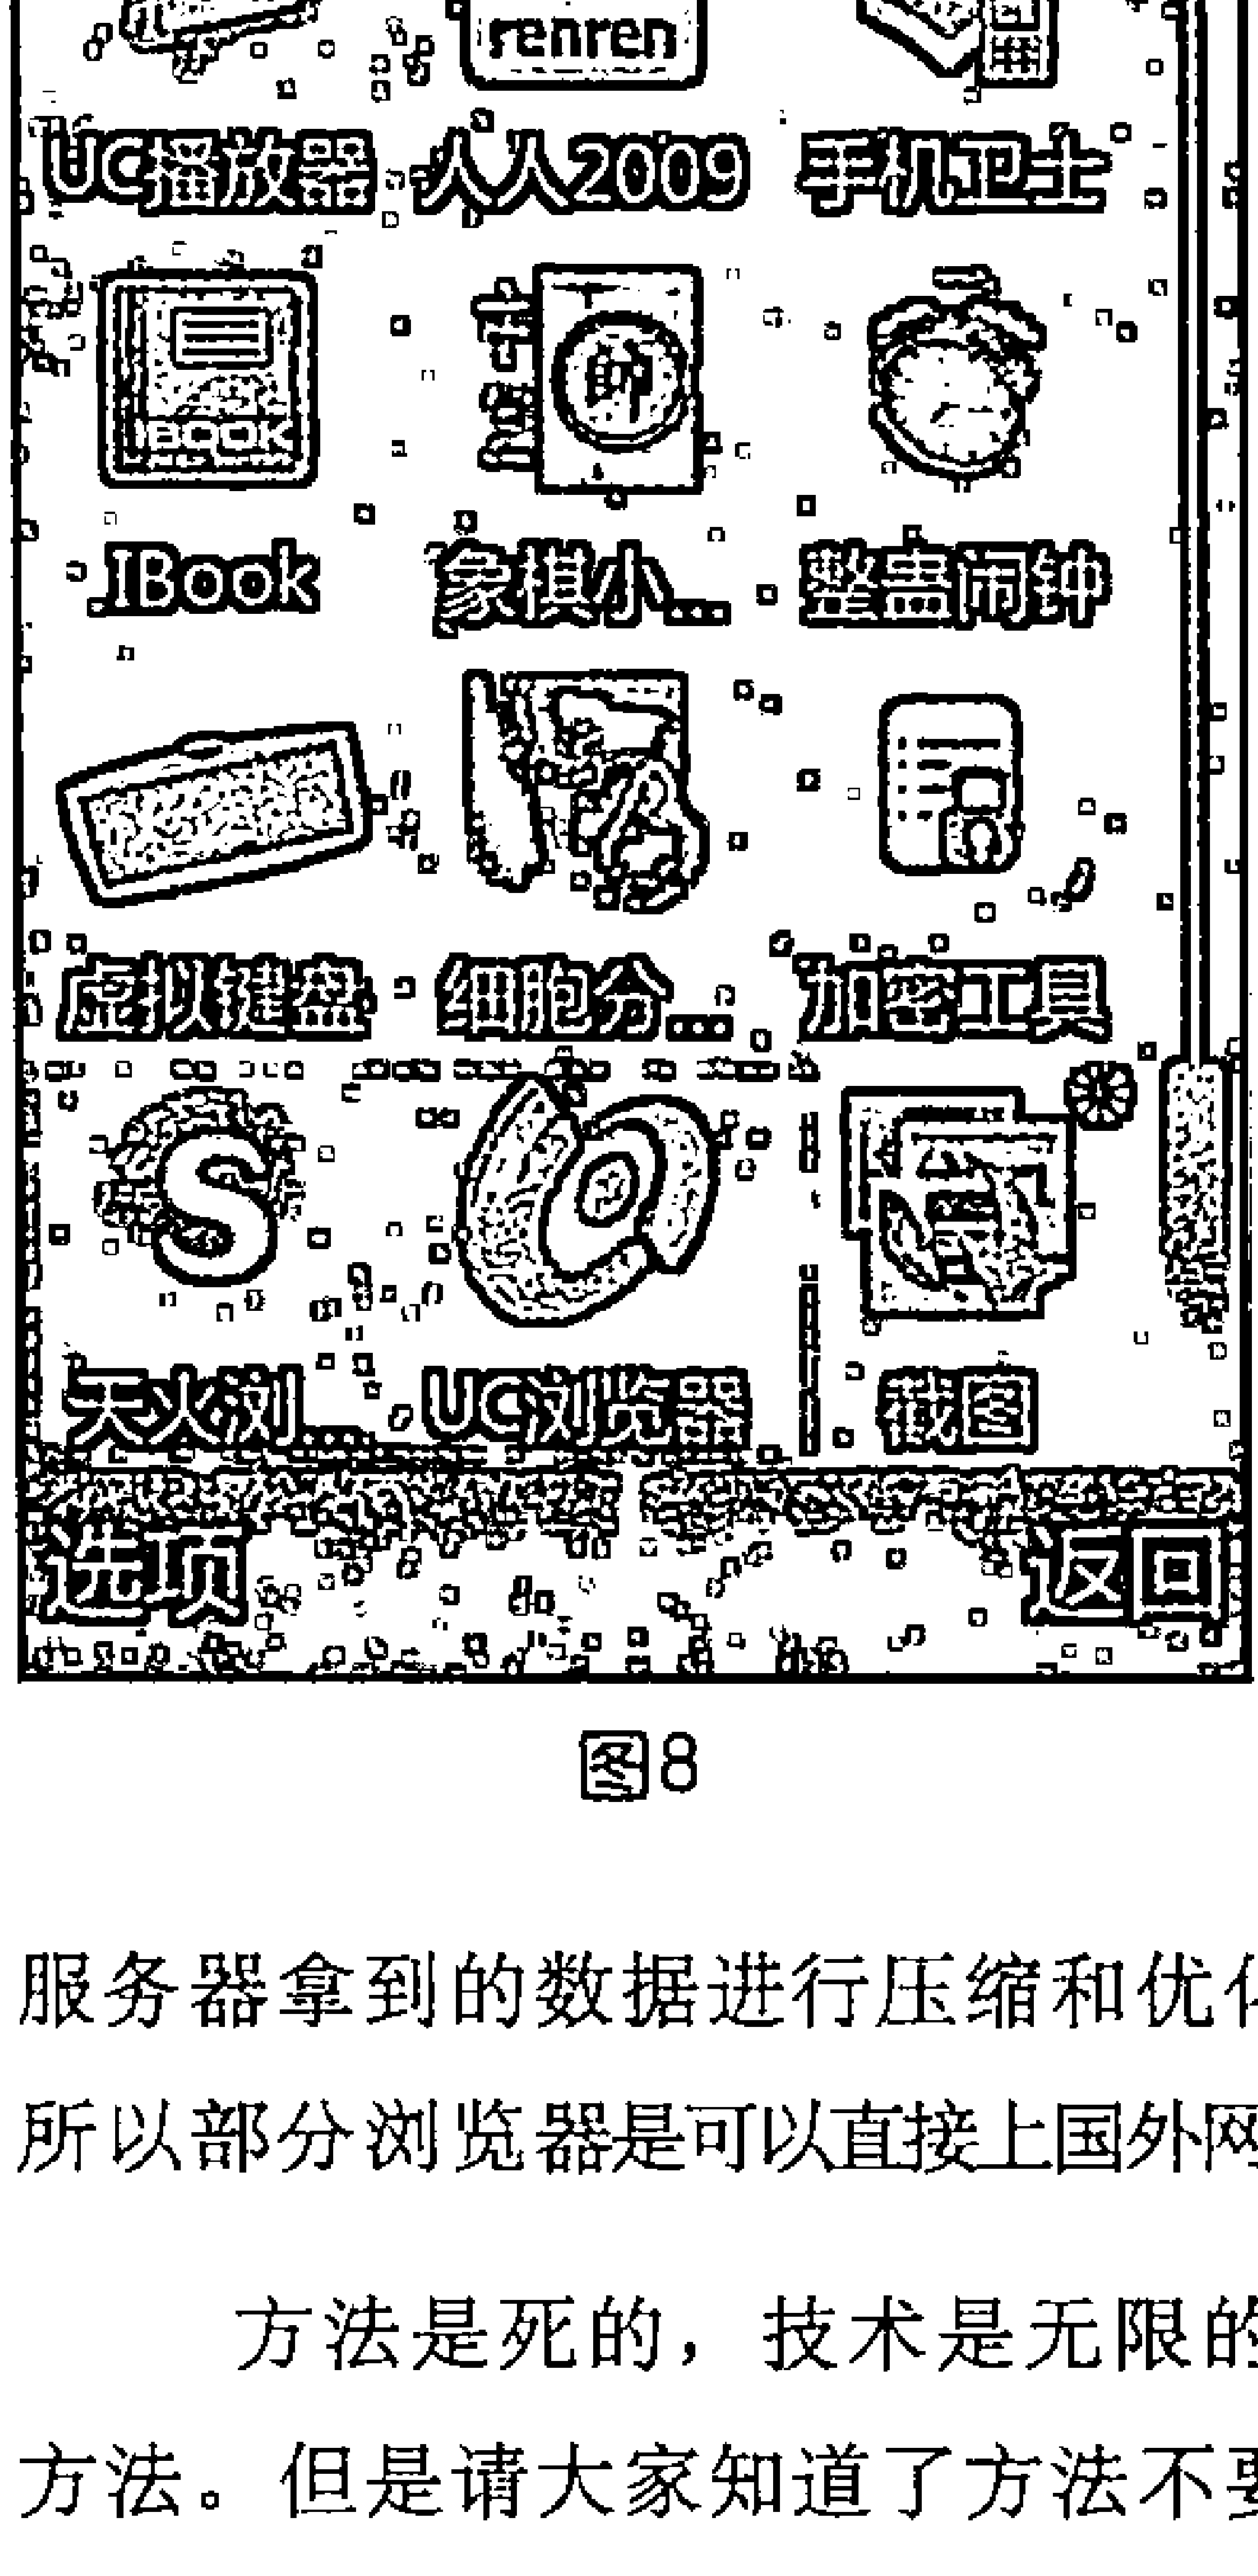 renren
UC播放器 人人2009 手机卫士
IBOOK
IBook 象棋小... 整蛊闹钟
虚拟键盘 细胞分... 加密工具
S
天火浏... UC浏览器 截图
选项 返回
图8
服务器拿到的数据进行压缩和优
所以部分浏览器是可以直接上国外网
方法是死的，技术是无限的
方法。但是请大家知道了方法不要